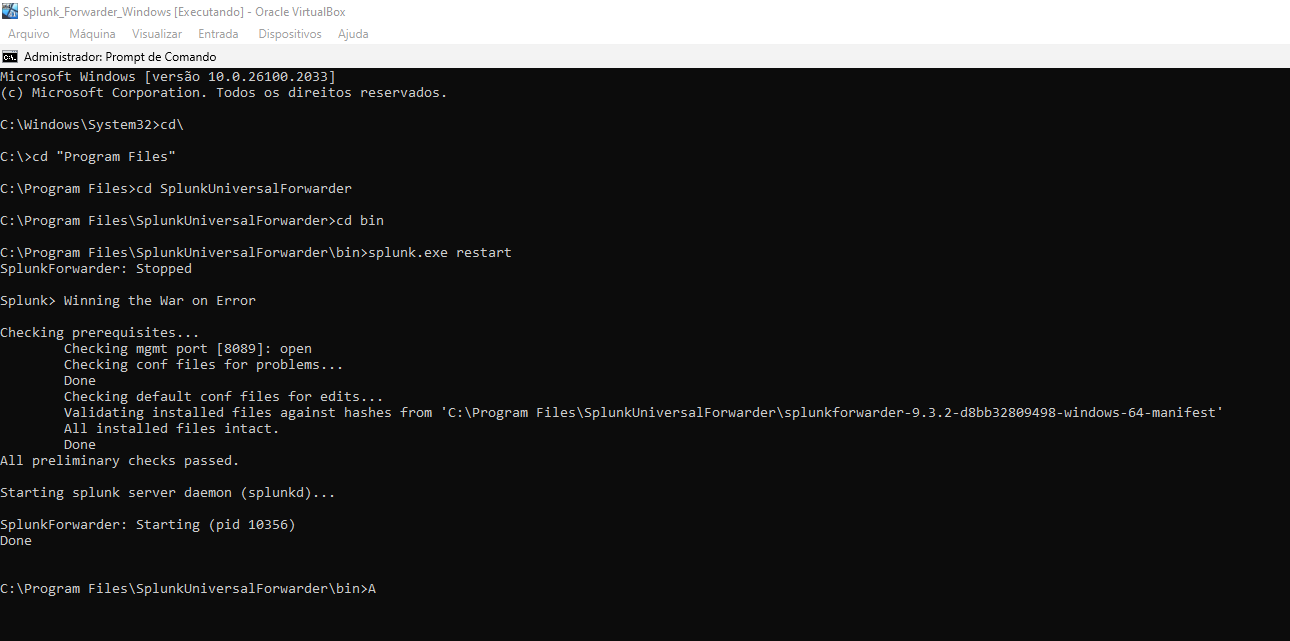 Splunk_Forwarder_Windows [Executando] - Oracle VirtualBox
Arquivo Máquina Visualizar Entrada Dispositivos Ajuda
Administrador: Prompt de Comando
Microsoft Windows [versão 10.0.26100.2033]
(c) Microsoft Corporation. Todos os direitos reservados.
C:\Windows\System32>cd\
C:\>cd "Program Files"
C:\Program Files>cd SplunkUniversalForwarder
C:\Program Files\SplunkUniversalForwarder>cd bin
C:\Program Files\SplunkUniversalForwarder\bin>splunk.exe restart
SplunkForwarder: Stopped
Splunk> Winning the War on Error
Checking prerequisites...
Checking mgmt port [8089]: open
Checking conf files for problems...
Done
Checking default conf files for edits...
Validating installed files against hashes from 'C:\Program Files\SplunkUniversalForwarder\splunkforwarder-9.3.2-d8bb32809498-windows-64-manifest'
All installed files intact.
Done
All preliminary checks passed.
Starting splunk server daemon (splunkd)...
SplunkForwarder: Starting (pid 10356)
Done
C:\Program Files\SplunkUniversalForwarder\bin>A